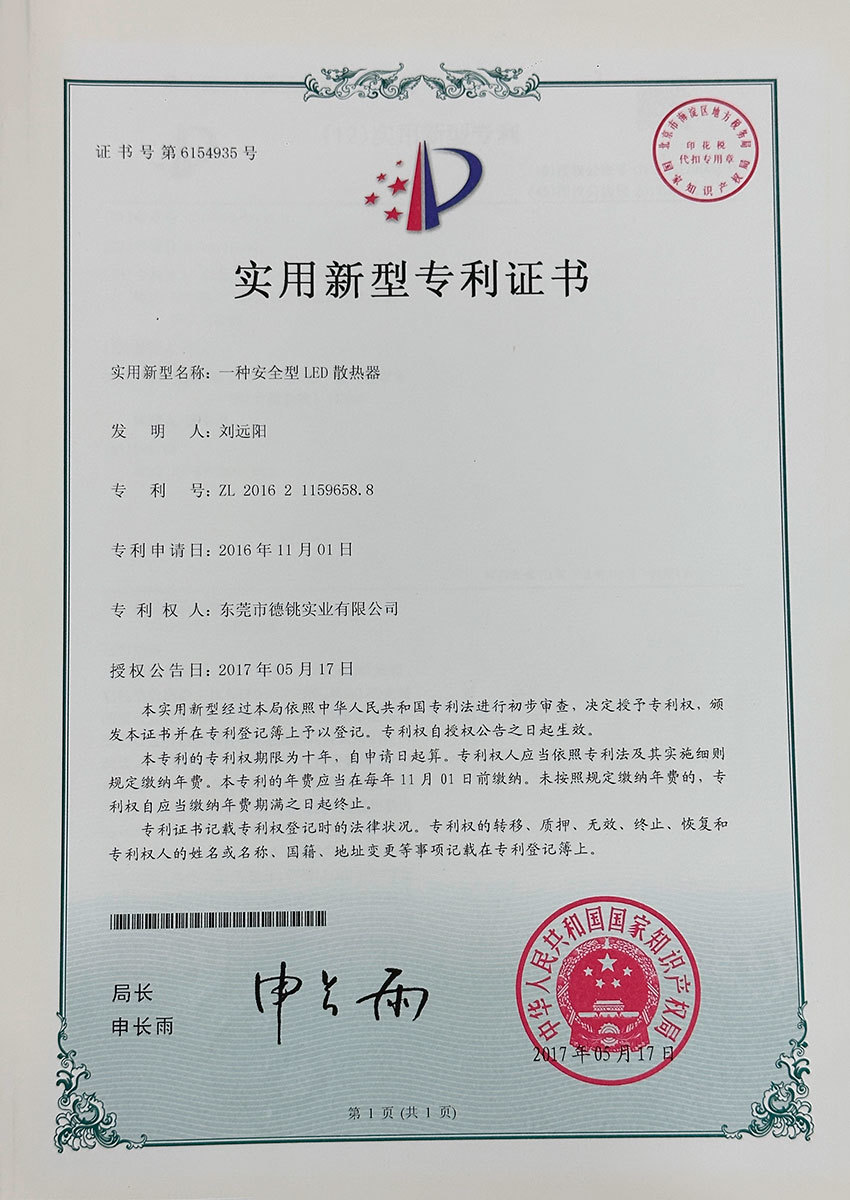 证书号第6154935号
北京市海淀区地方税务局
印花税
代扣专用章
国家知识产权局
实用新型专利证书
实用新型名称：一种安全型LED散热器
发明人：刘远阳
专利号：ZL 2016 2 1159658.8
专利申请日：2016年11月01日
专利权人：东莞市德铫实业有限公司
授权公告日：2017年05月17日
本实用新型经过本局依照中华人民共和国专利法进行初步审查，决定授予专利权，颁
发本证书并在专利登记簿上予以登记。专利权自授权公告之日起生效。
本专利的专利权期限为十年，自申请日起算。专利权人应当依照专利法及其实施细则
规定缴纳年费。本专利的年费应当在每年11月01日前缴纳。未按照规定缴纳年费的，专
利权自应当缴纳年费期满之日起终止。
专利证书记载专利权登记时的法律状况。专利权的转移、质押、无效、终止、恢复和
专利权人的姓名或名称、国籍、地址变更等事项记载在专利登记簿上。
局长
申长雨
申长雨
中华人民共和国国家知识产权局
2017年05月17日
第1页(共1页)